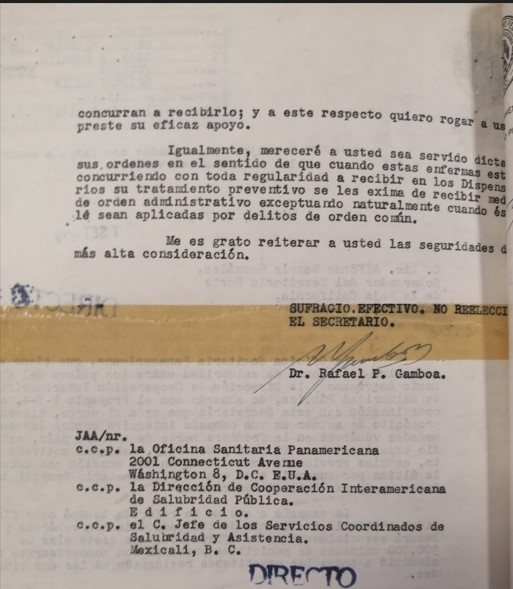 concurran a recibirlo; y a este respecto quiero rogar a us
preste su eficaz apoyo.
Igualmente, mereceré a usted sea servido dicta
sus ordenes en el sentido de que cuando estas enfermas est
concurriendo con toda regularidad a recibir en los Dispens
rios su tratamiento preventivo se les exima de recibir med
de orden administrativo exceptuando naturalmente cuando és
lé sean aplicadas por delitos de orden común.
Me es grato reiterar a usted las seguridades d
más alta consideración.
SUFRAGIO.EFECTIVO. NO REELECCI
EL SECRETARIO.
Dr. Rafael P. Gamboa.
JAA/nr.
c.c.p. la Oficina Sanitaria Panamericana
2001 Connecticut Avenue
Wáshington 8, D.C. E.U.A.
c.c.p. la Dirección de Cooperación Interamericana
de Salubridad Pública.
E d i f i c i o.
c.c.p. el C. Jefe de los Servicios Coordinados de
Salubridad y Asistencia.
Mexicali, B. C.
DIRECTO